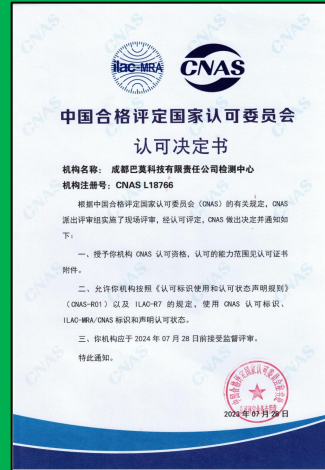 ilac-MRA
CNAS
中国合格评定国家认可委员会
认可决定书
机构名称： 成都巴莫科技有限责任公司检测中心
机构注册号：CNAS L18766
根据中国合格评定国家认可委员会（CNAS）的有关规定，CNAS
派出评审组实施了现场评审，经认可评定，CNAS 做出决定并通知如
下：
一、授予你机构 CNAS 认可资格，认可的能力范围见认可证书
附件。
二、允许你机构按照《认可标识使用和认可状态声明规则》
（CNAS-R01）以及 ILAC-R7 的规定，使用 CNAS 认可标识、
ILAC-MRA/CNAS 标识和声明认可状态。
三、你机构应于 2024 年 07 月 28 日前接受监督评审。
特此通知。
2023 年 07 月 28 日